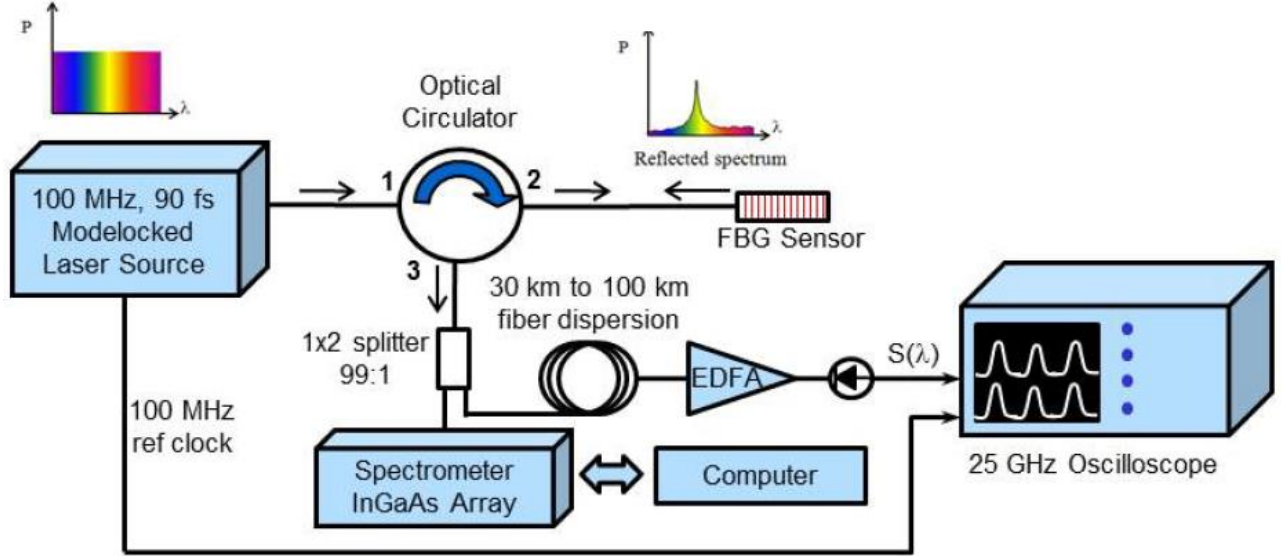 P
λ
100 MHz, 90 fs
Modelocked
Laser Source
Optical
Circulator
1
2
3
P
λ
Reflected spectrum
FBG Sensor
30 km to 100 km
fiber dispersion
1x2 splitter
99:1
EDFA
S(λ)
25 GHz Oscilloscope
100 MHz
ref clock
Spectrometer
InGaAs Array
Computer